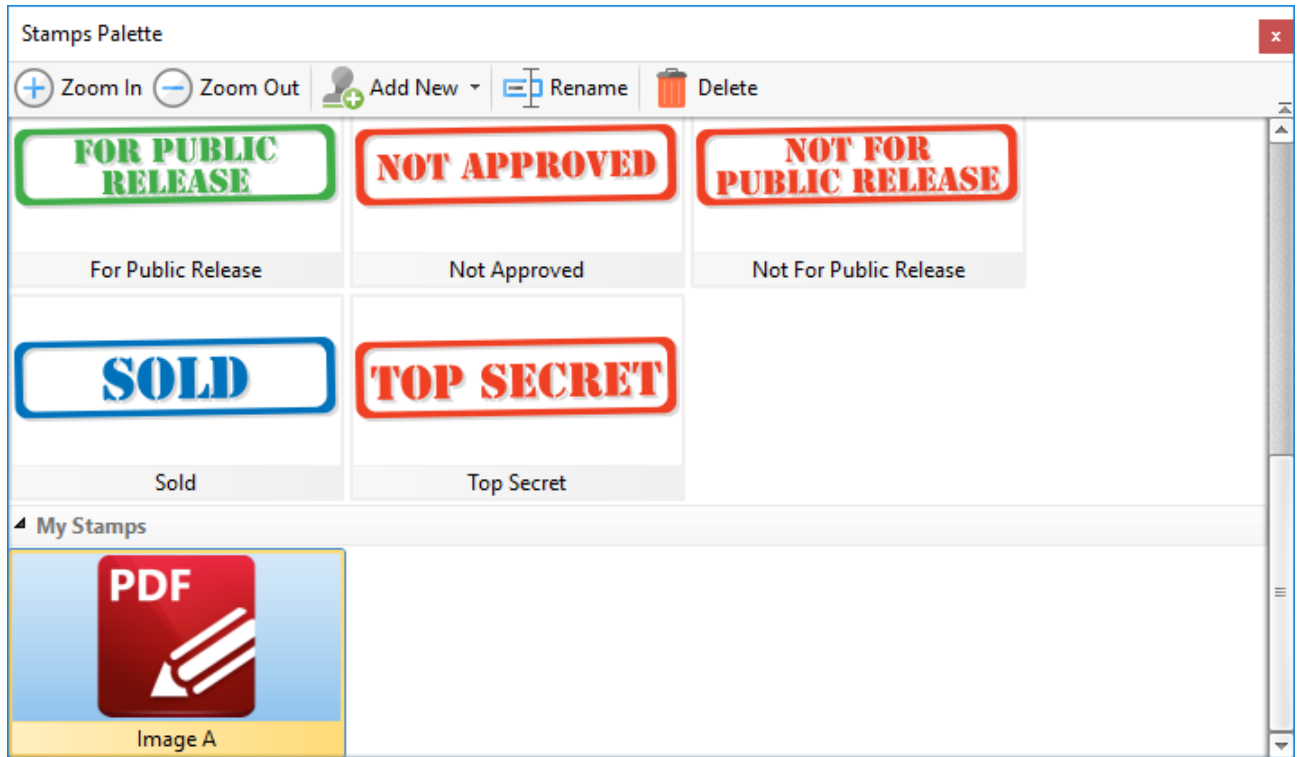 Stamps Palette
x
Zoom In Zoom Out Add New Rename Delete
FOR PUBLIC
RELEASE
NOT APPROVED
NOT FOR
PUBLIC RELEASE
For Public Release Not Approved Not For Public Release
SOLD
TOP SECRET
Sold Top Secret
My Stamps
PDF
Image A